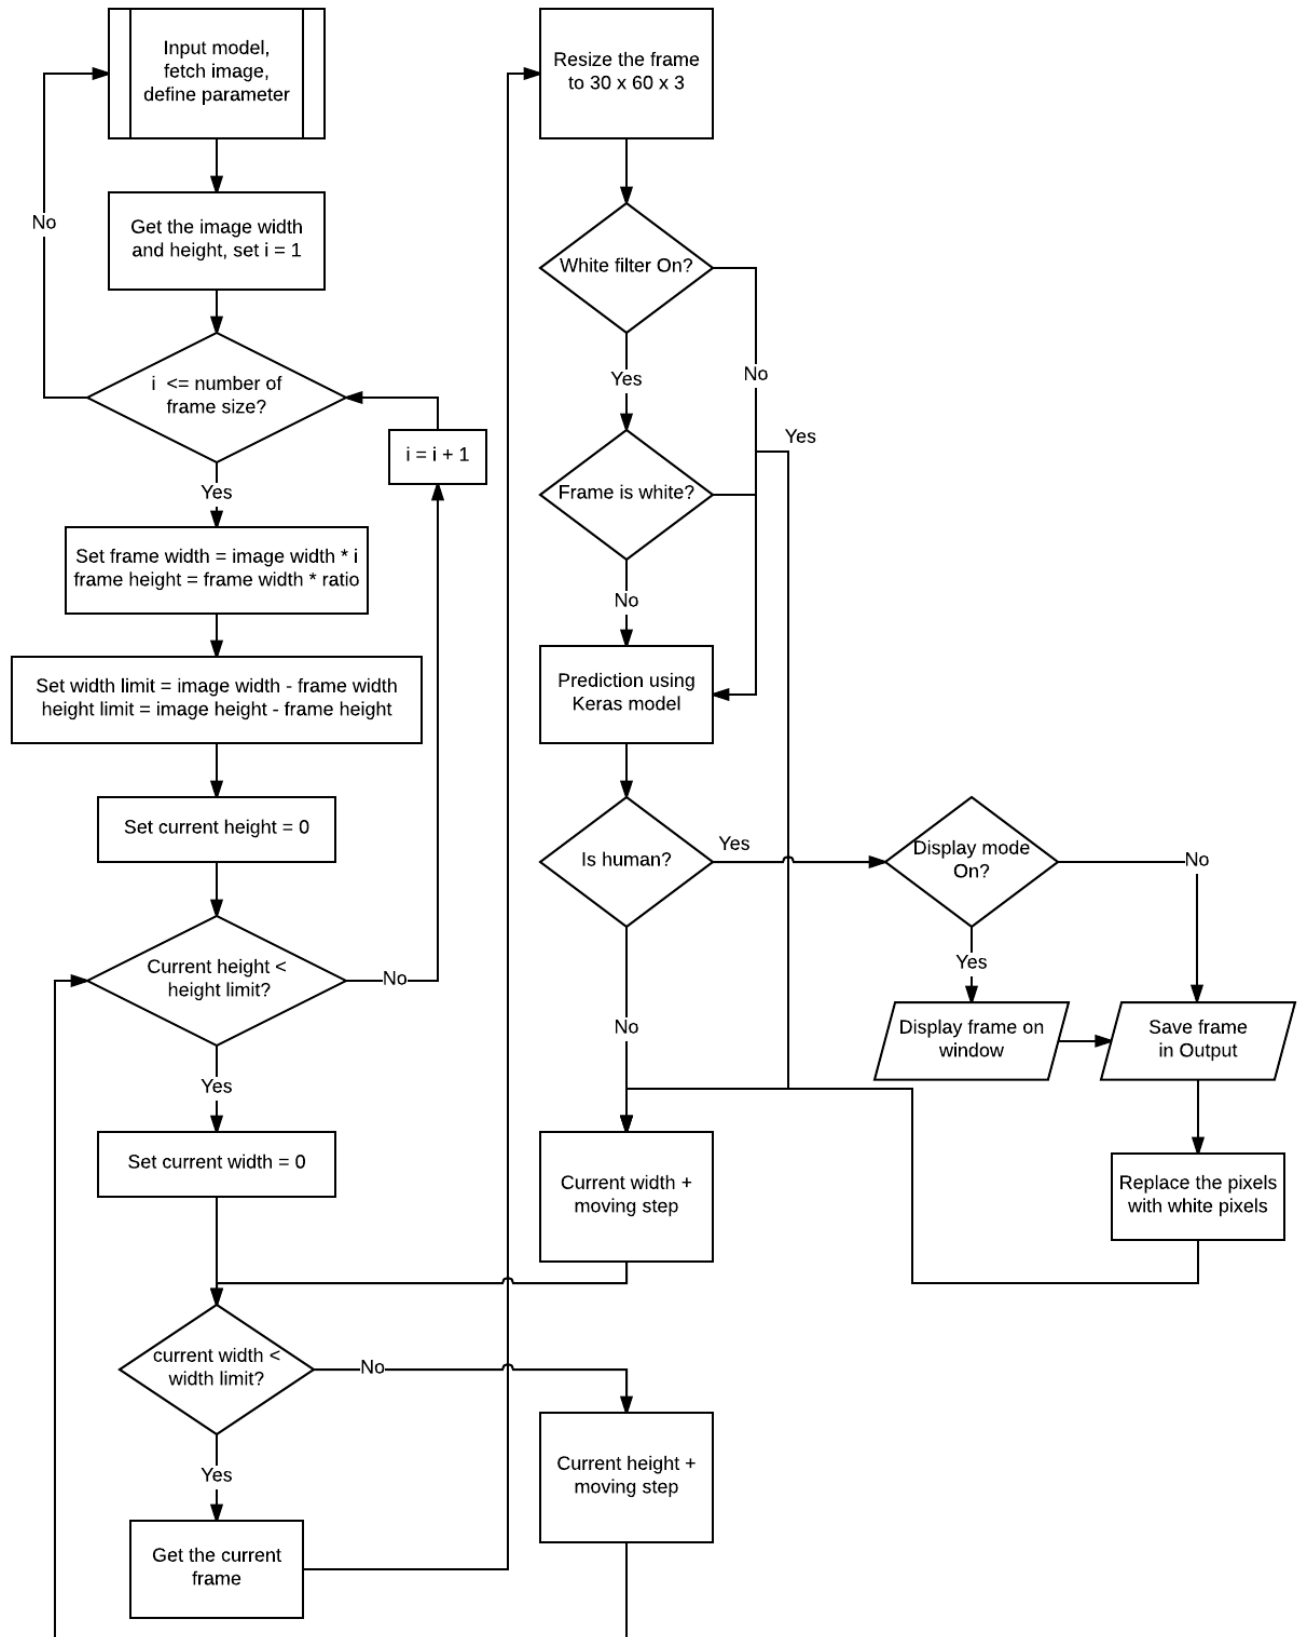 Input model,
fetch image,
define parameter
No
Get the image width
and height, set i = 1
i <= number of
frame size?
i = i + 1
Yes
Set frame width = image width * i
frame height = frame width * ratio
Set width limit = image width - frame width
height limit = image height - frame height
Set current height = 0
Current height <
height limit?
No
Yes
Set current width = 0
current width <
width limit?
No
Yes
Get the current
frame
Resize the frame
to 30 x 60 x 3
White filter On?
Yes
No
Yes
Frame is white?
No
Prediction using
Keras model
Is human?
Yes
No
Current width +
moving step
Current height +
moving step
Display mode
On?
No
Yes
Display frame on
window
Save frame
in Output
Replace the pixels
with white pixels